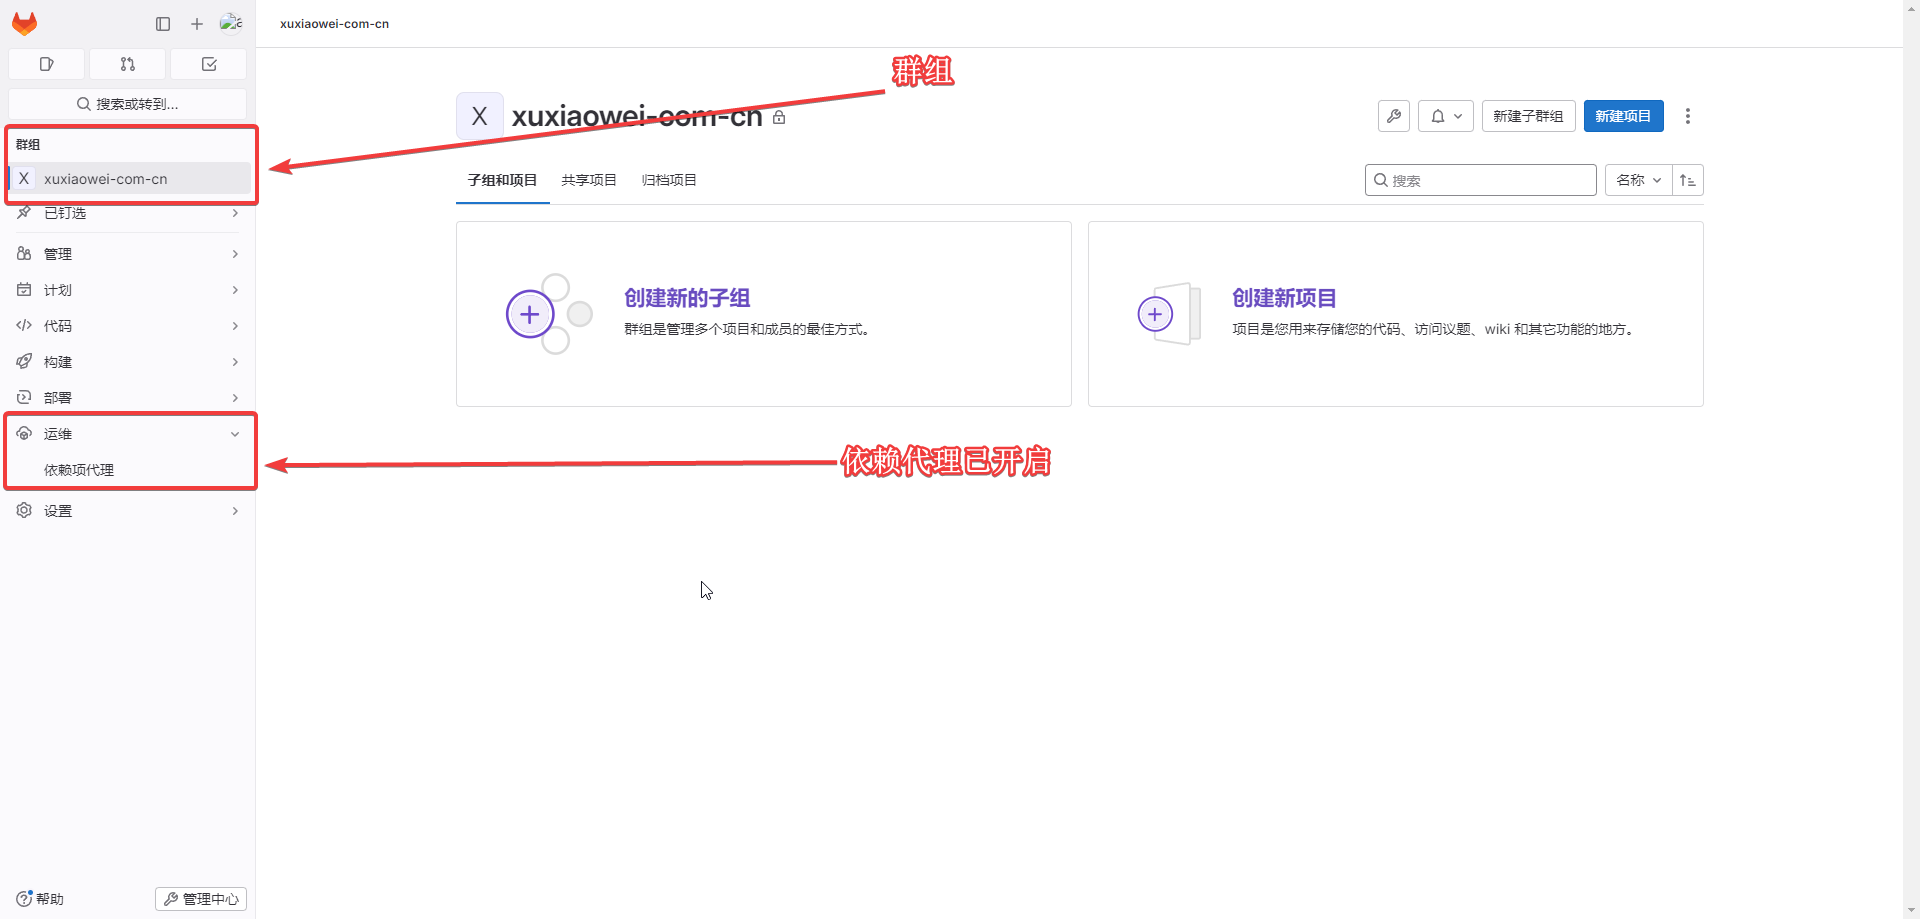 xuxiaowei-com-cn
搜索或转到...
群组
X xuxiaowei-com-cn
已钉选
管理
计划
代码
构建
部署
运维
依赖项代理
设置
帮助
管理中心
群组
X xuxiaowei-com-cn
新建子群组
新建项目
子组和项目 共享项目 归档项目
搜索
名称
创建新的子组
群组是管理多个项目和成员的最佳方式。
创建新项目
项目是您用来存储您的代码、访问议题、wiki 和其它功能的地方。
依赖代理已开启